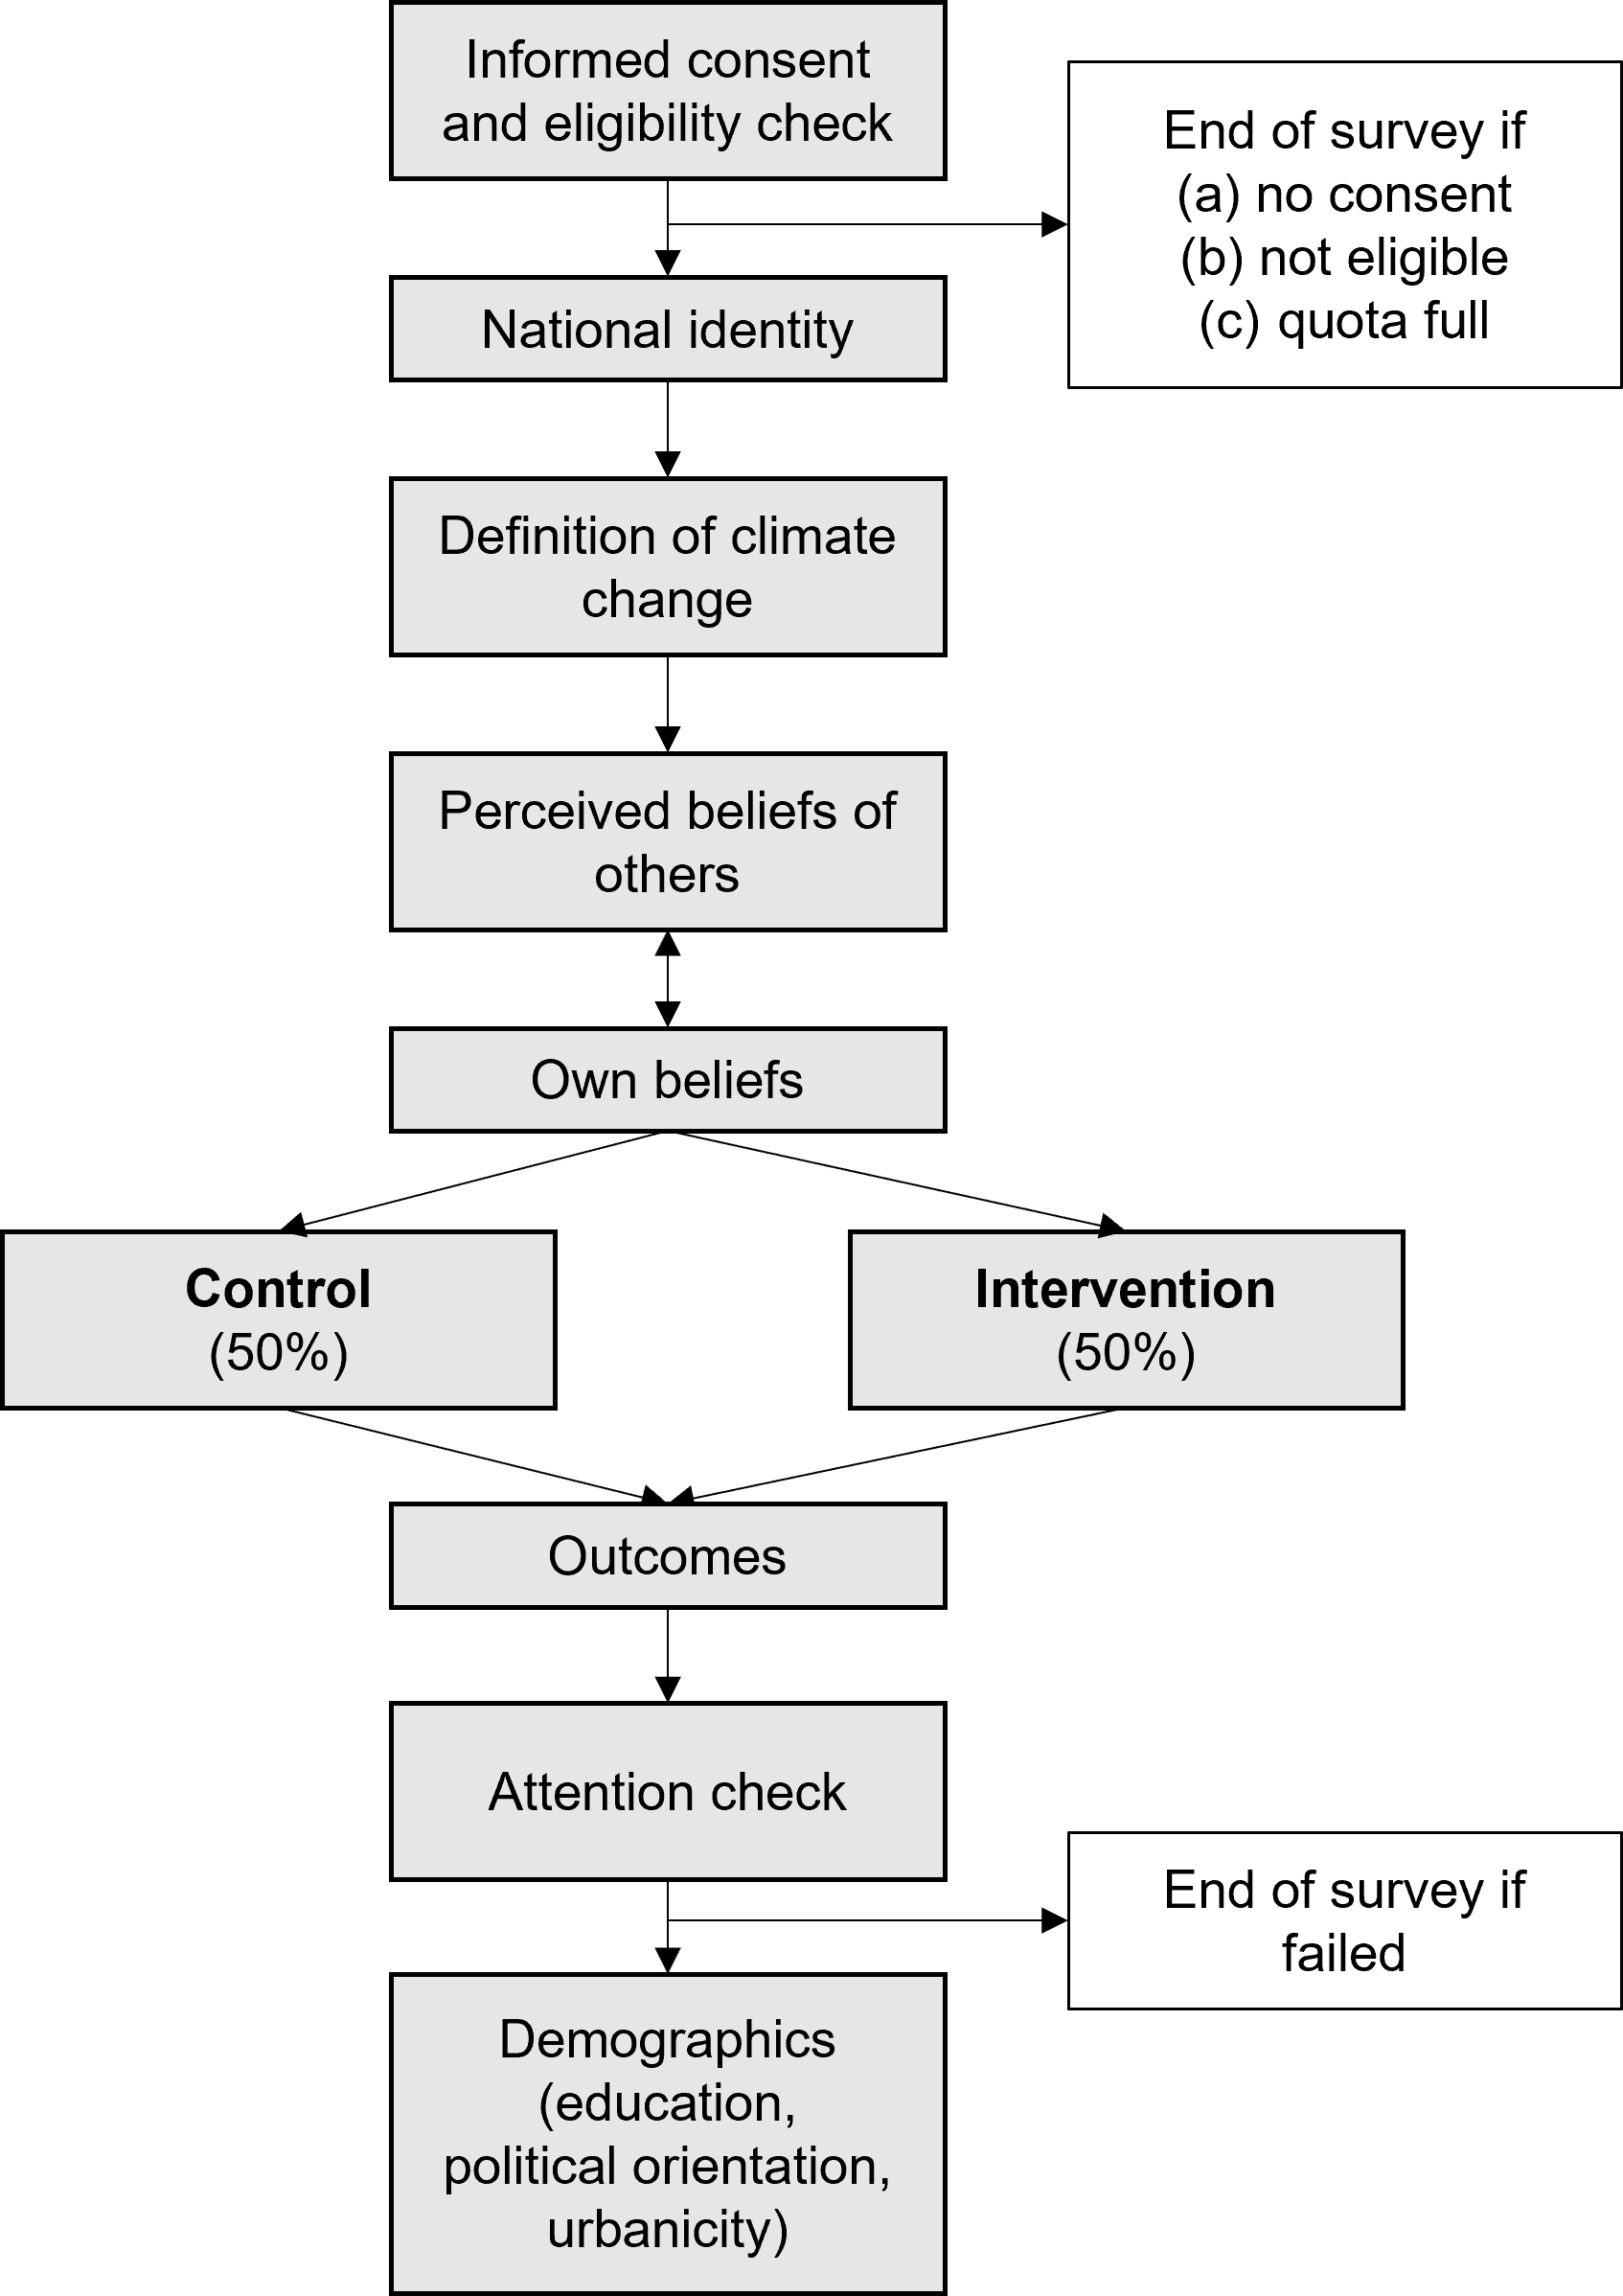 Informed consent
and eligibility check
End of survey if
(a) no consent
(b) not eligible
(c) quota full
National identity
Definition of climate
change
Perceived beliefs of
others
Own beliefs
Control
(50%)
Intervention
(50%)
Outcomes
Attention check
End of survey if
failed
Demographics
(education,
political orientation,
urbanicity)